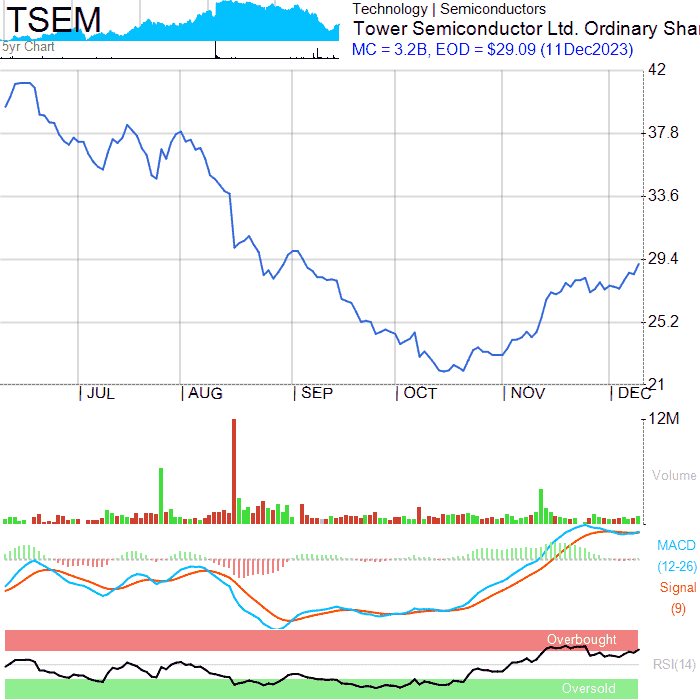 TSEM
5yr Chart
Technology | Semiconductors
Tower Semiconductor Ltd. Ordinary Shar
MC = 3.2B, EOD = $29.09 (11Dec2023)
42
37.8
33.6
29.4
25.2
21
JUL AUG SEP OCT NOV DEC
12M
Volume
MACD
(12-26)
Signal
(9)
Overbought
RSI(14)
Oversold